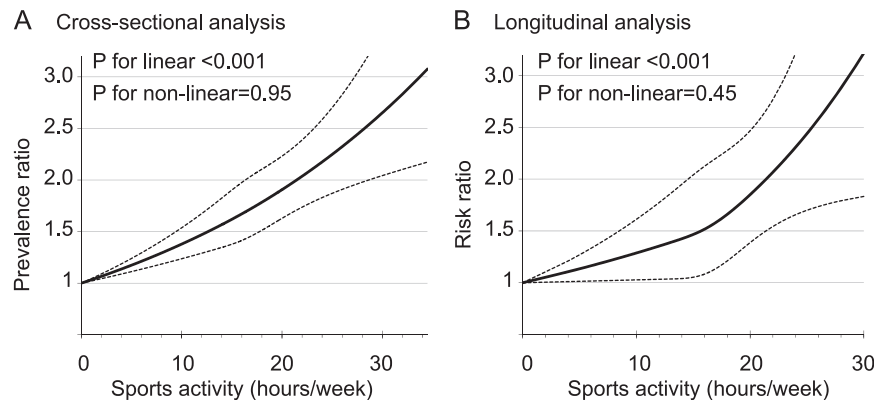 A Cross-sectional analysis
P for linear <0.001
P for non-linear=0.95
Prevalence ratio
3.0
2.5
2.0
1.5
1
0 10 20 30
Sports activity (hours/week)
B Longitudinal analysis
P for linear <0.001
P for non-linear=0.45
Risk ratio
3.0
2.5
2.0
1.5
1
0 10 20 30
Sports activity (hours/week)